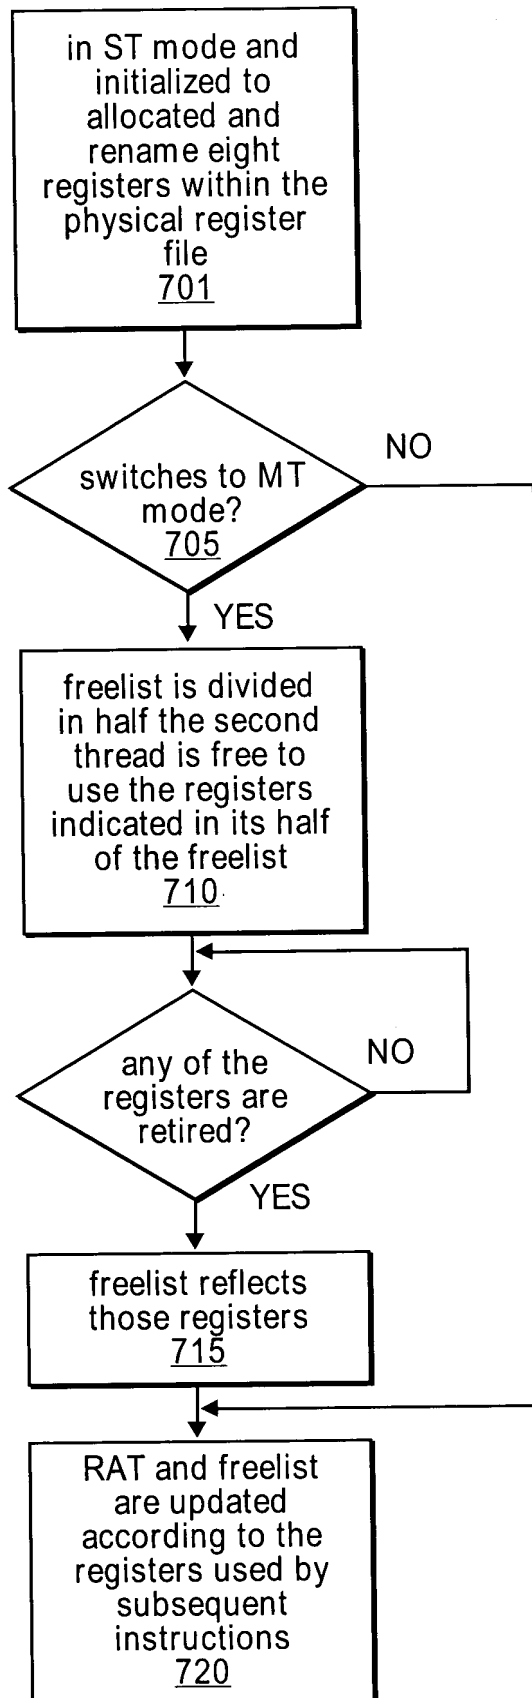 in ST mode and
initialized to
allocated and
rename eight
registers within the
physical register
file
701
switches to MT
mode?
705
NO
YES
freelist is divided
in half the second
thread is free to
use the registers
indicated in its half
of the freelist
710
any of the
registers are
retired?
NO
YES
freelist reflects
those registers
715
RAT and freelist
are updated
according to the
registers used by
subsequent
instructions
720